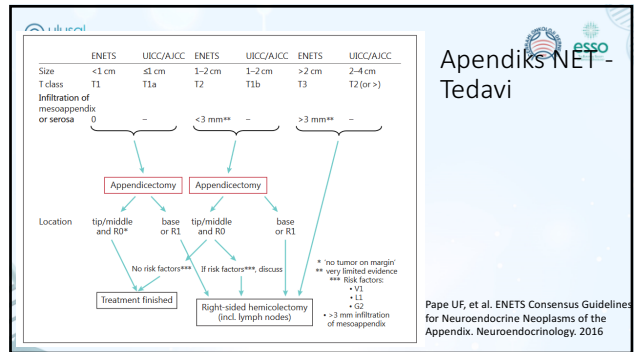 ulusal
ONKOLOJİ DERNEĞİ
esso
Apendiks NET -
Tedavi
ENETS UICC/AJCC ENETS UICC/AJCC ENETS UICC/AJCC
Size <1 cm ≤1 cm 1–2 cm 1–2 cm >2 cm 2–4 cm
T class T1 T1a T2 T1b T3 T2 (or >)
Infiltration of
mesoappendix
or serosa 0 – <3 mm** – >3 mm** –
Appendicectomy Appendicectomy
Location tip/middle base tip/middle base
and R0* or R1 and R0 or R1
No risk factors*** If risk factors***, discuss
Treatment finished
Right-sided hemicolectomy
(incl. lymph nodes)
* 'no tumor on margin'
** very limited evidence
*** Risk factors:
• V1
• L1
• G2
• >3 mm infiltration
of mesoappendix
Pape UF, et al. ENETS Consensus Guidelines
for Neuroendocrine Neoplasms of the
Appendix. Neuroendocrinology. 2016